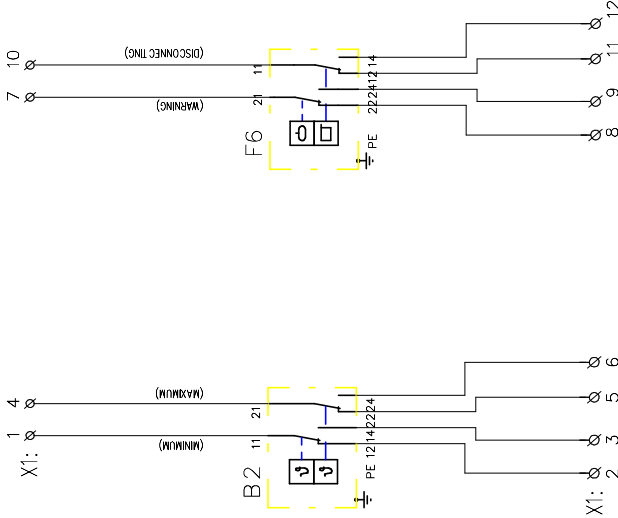 X1: 1 4 7 10
(MINIMUM) (MAXIMUM) (WARNING) (DISCONNECTING)
B2 11 21 F6 21 11
PE 12 14 22 24 PE 22 24 12 14
X1: 2 3 5 6 8 9 11 12